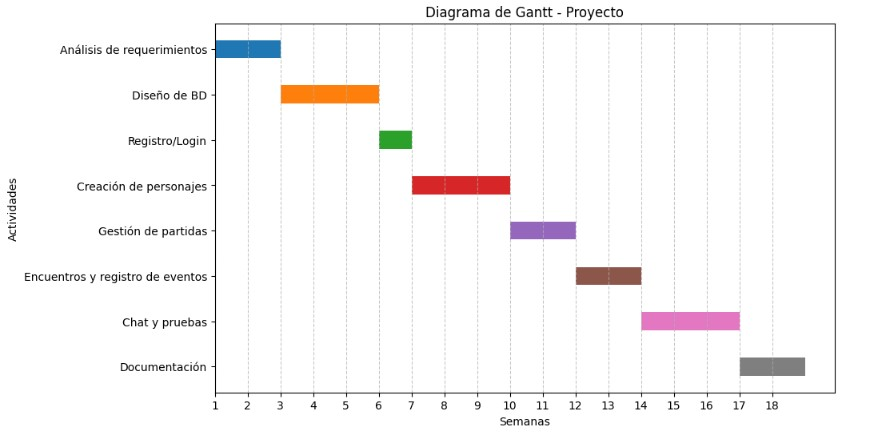 Diagrama de Gantt - Proyecto
Actividades
Análisis de requerimientos
Diseño de BD
Registro/Login
Creación de personajes
Gestión de partidas
Encuentros y registro de eventos
Chat y pruebas
Documentación
1 2 3 4 5 6 7 8 9 10 11 12 13 14 15 16 17 18
Semanas